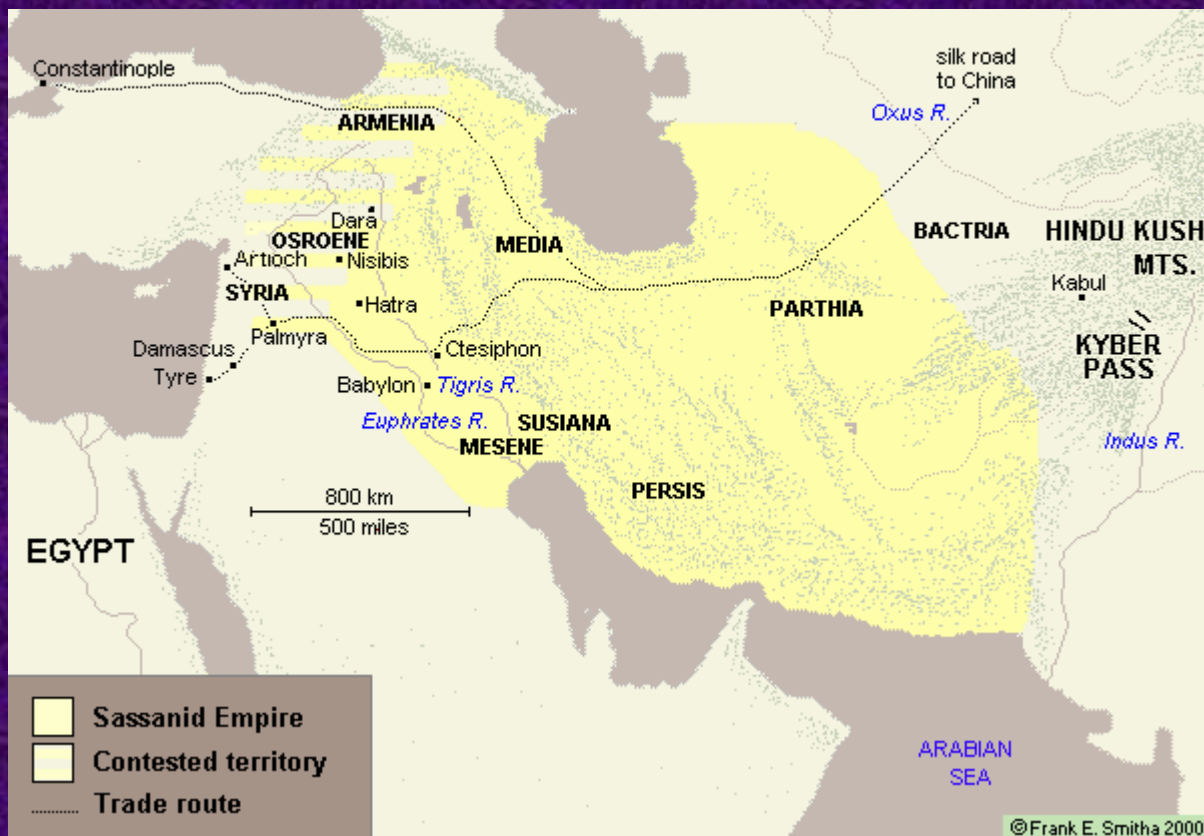 Constantinople
silk road
to China
Oxus R.
ARMENIA
Dara
OSROENE
MEDIA
BACTRIA
HINDU KUSH
MTS.
Artioch
Nisibis
Kabul
SYRIA
Hatra
PARTHIA
Palmyra
Damascus
Ctesiphon
KYBER
PASS
Tyre
Babylon
Tigris R.
Euphrates R.
SUSIANA
MESENE
Indus R.
PERSIS
800 km
500 miles
EGYPT
Sassanid Empire
Contested territory
Trade route
ARABIAN
SEA
©Frank E. Smitha 2000